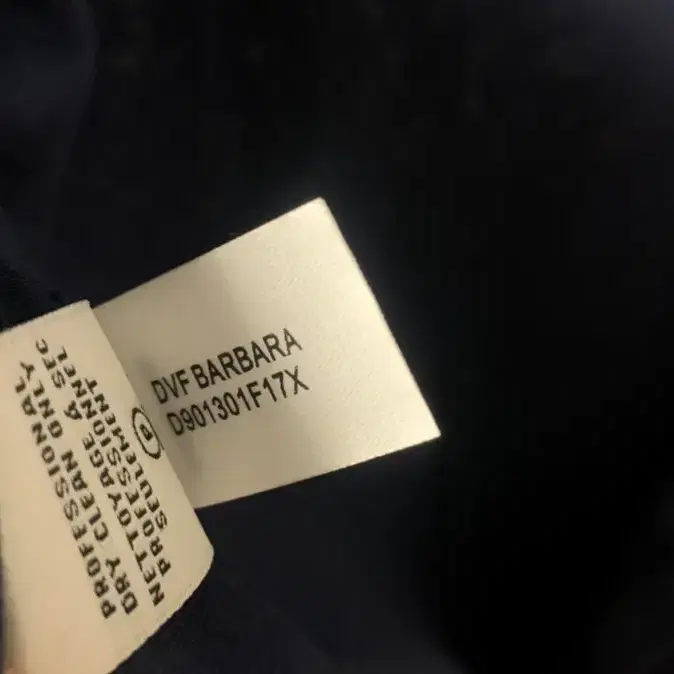 DVF BARBARA
D901301F17X
PROFESSIONAL
DRY CLEAN ONLY
NETTOYAGE À SEC
PROFESSIONNEL
SEULEMENT
P